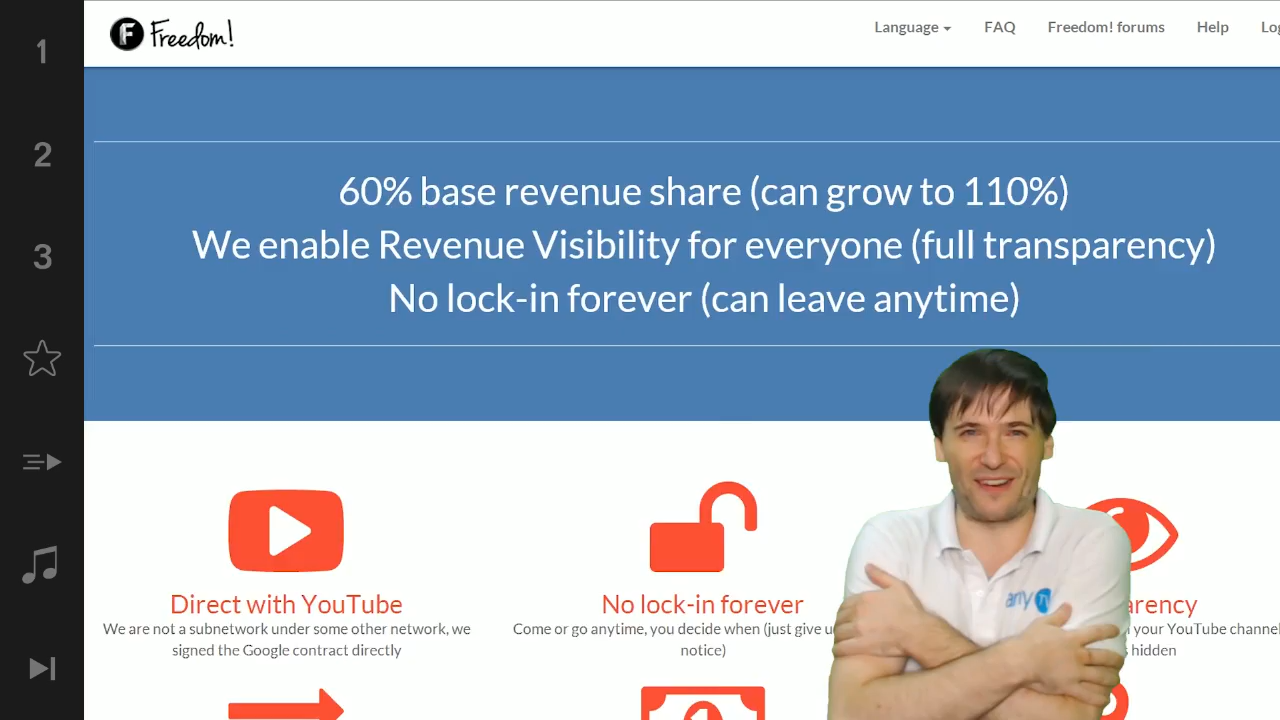 1
2
3
F Freedom!
Language
FAQ
Freedom! forums
Help
60% base revenue share (can grow to 110%)
We enable Revenue Visibility for everyone (full transparency)
No lock-in forever (can leave anytime)
Direct with YouTube
We are not a subnetwork under some other network, we
signed the Google contract directly
No lock-in forever
Come or go anytime, you decide when (just give
notice)
your YouTube channel
hidden
any TV